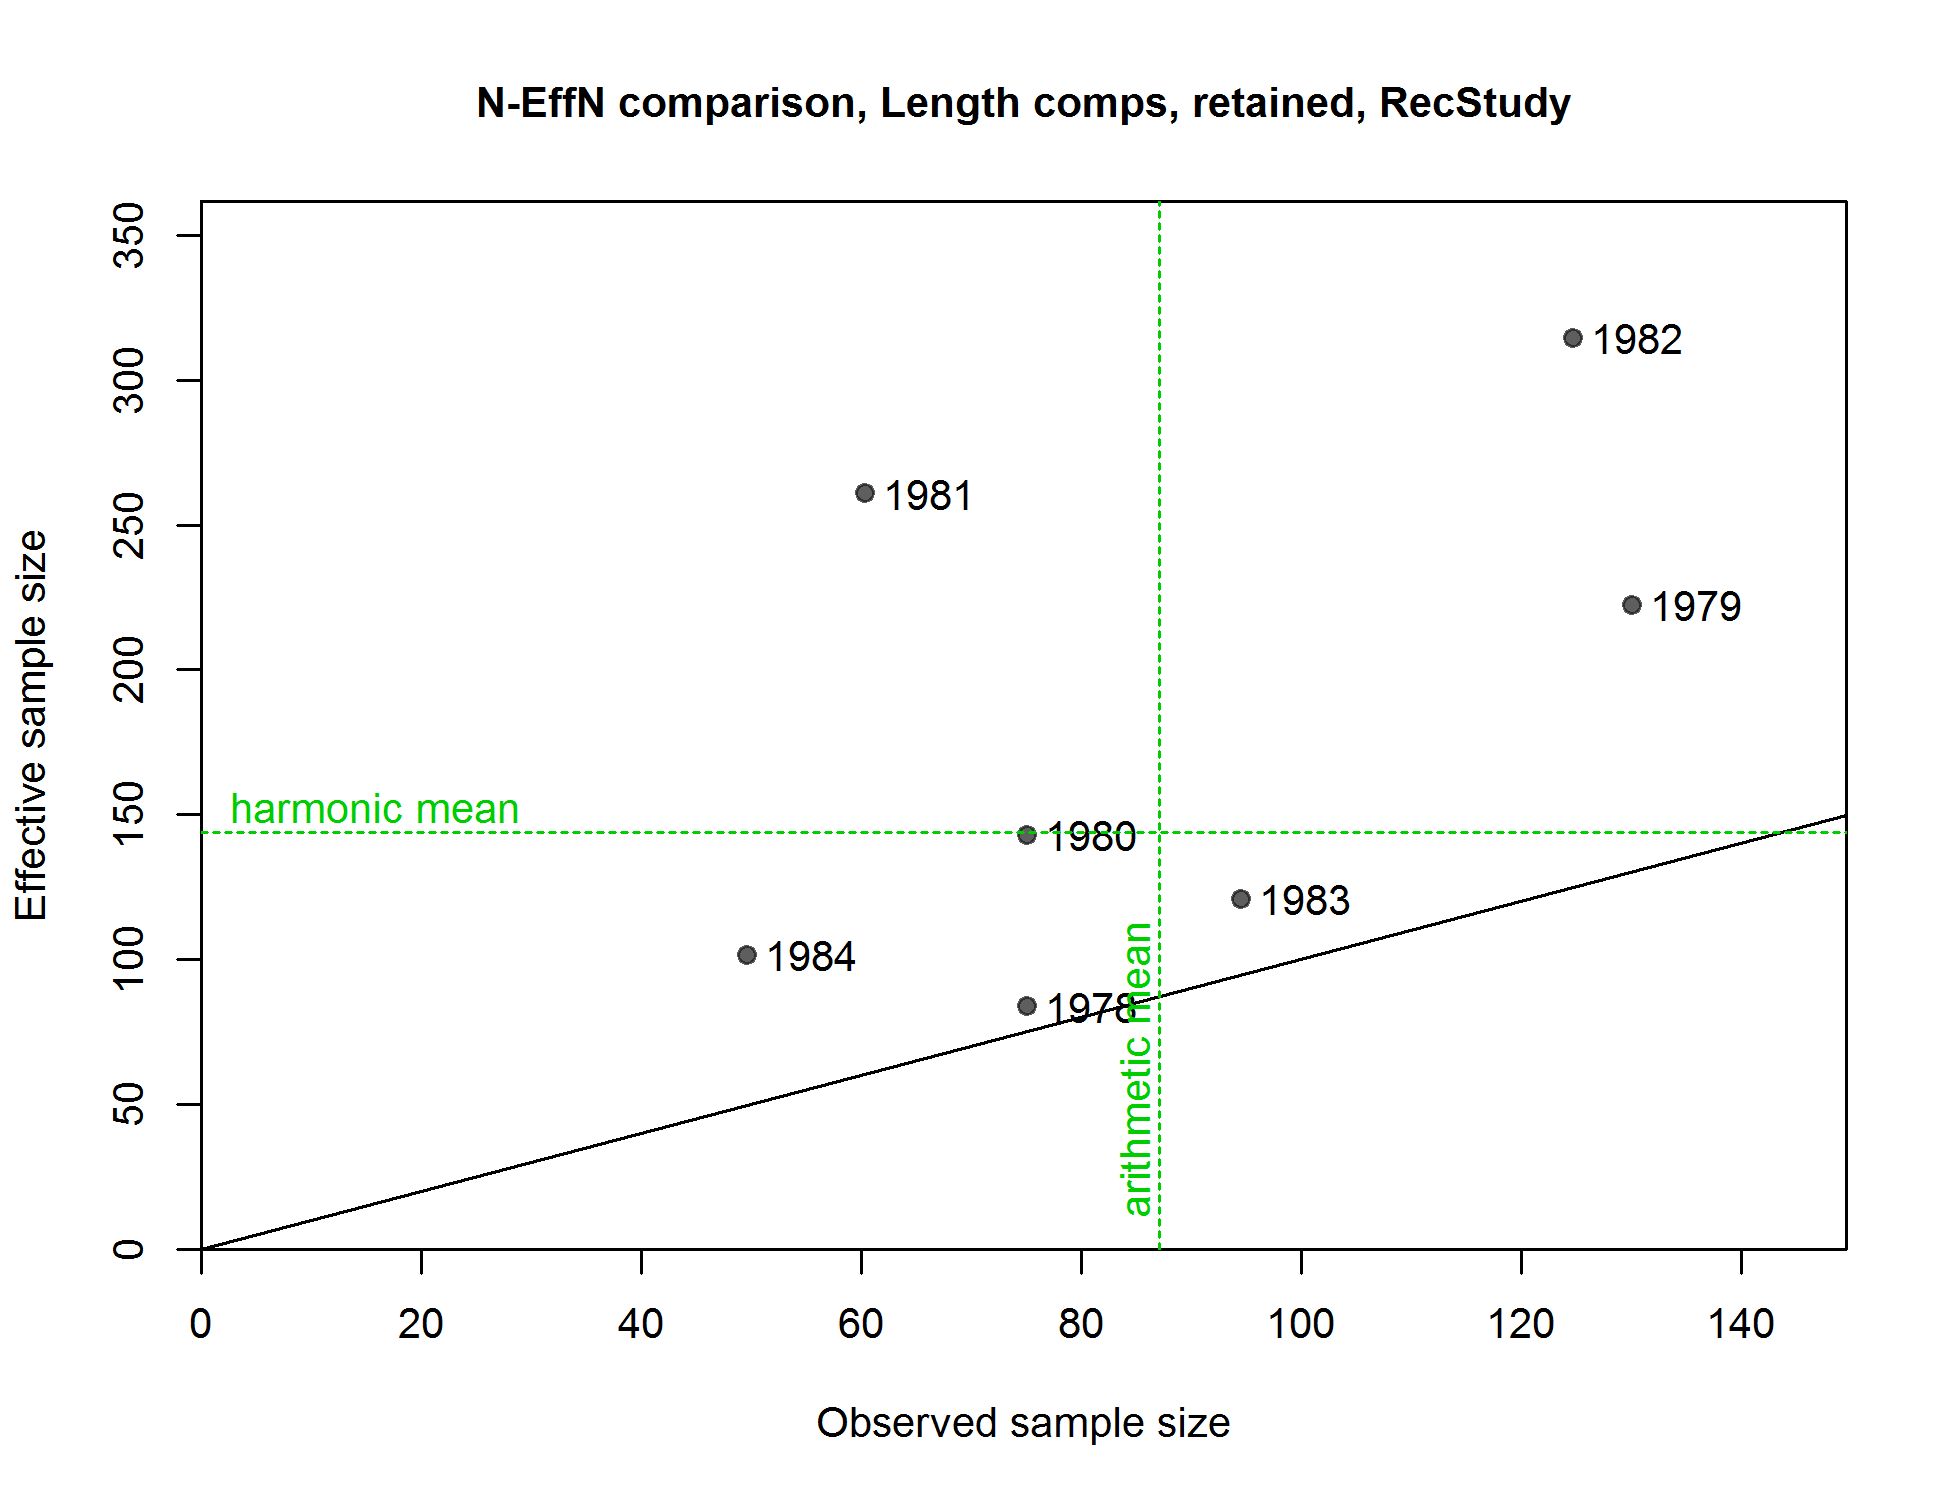 N-EffN comparison, Length comps, retained, RecStudy
Effective sample size
350
300
250
200
150
100
50
0
1982
1981
1979
harmonic mean
1980
1983
1984
1978
arithmetic mean
0 20 40 60 80 100 120 140
Observed sample size